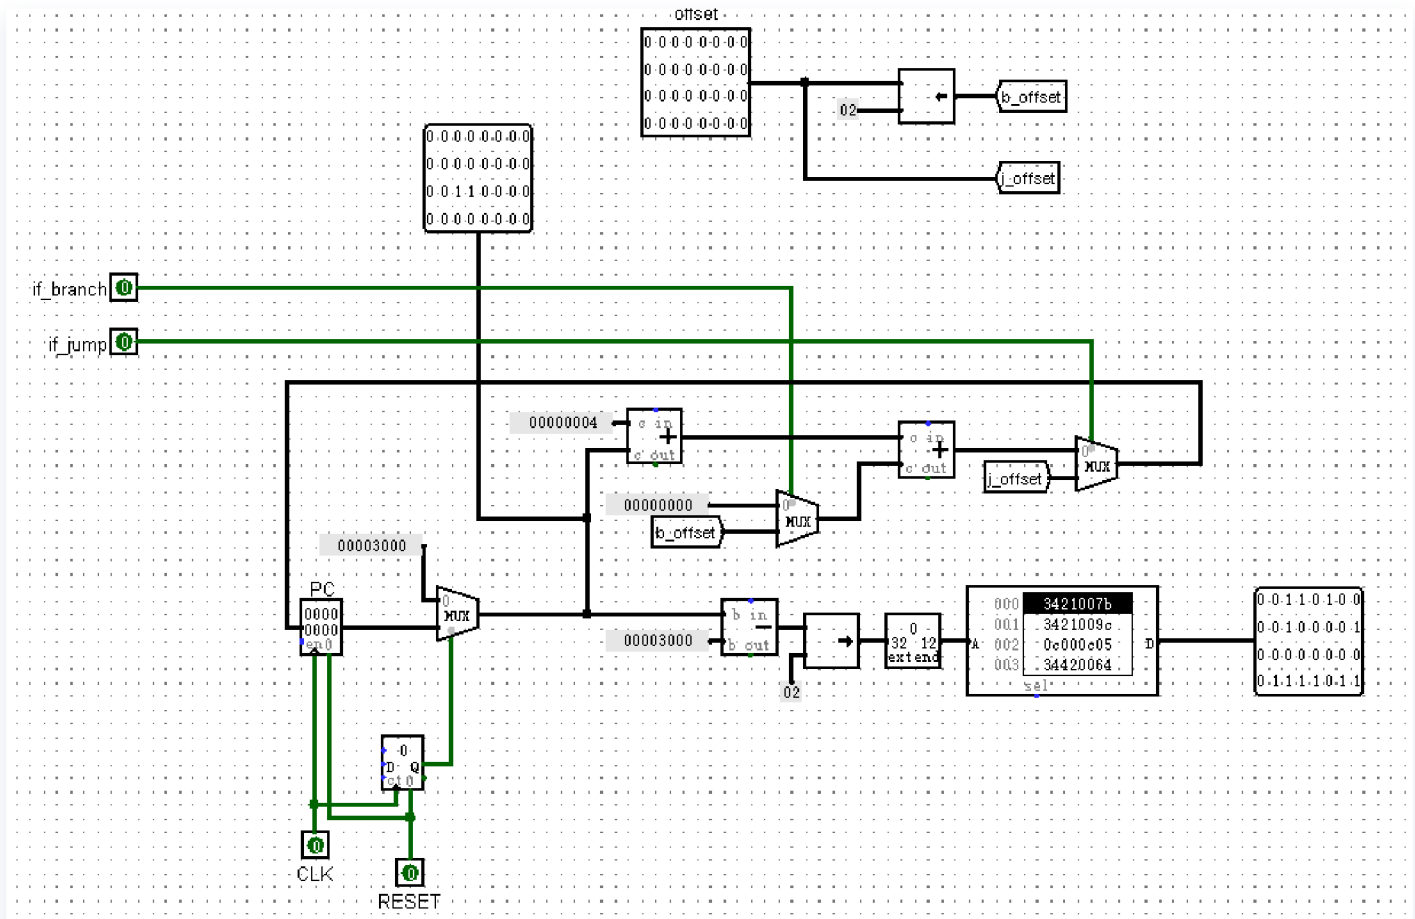 offset
0 0 0 0 0 0 0 0
0 0 0 0 0 0 0 0
0 0 0 0 0 0 0 0
0 0 0 0 0 0 0 0
02
b_offset
j_offset
0 0 0 0 0 0 0 0
0 0 0 0 0 0 0 0
0 0 1 1 0 0 0 0
0 0 0 0 0 0 0 0
if_branch 0
if_jump 0
00000004
c in
+
c out
c in
+
c out
0
MUX
j_offset
00000000
b_offset
0
MUX
00003000
PC
0000
0000
en 0
0
MUX
b in
-
b out
00003000
02
0
32 12
extend
A
000 3421007b
001 3421009c
002 0c000c05
003 34420064
D
sel
0 0 1 1 0 1 0 0
0 0 1 0 0 0 0 1
0 0 0 0 0 0 0 0
0 1 1 1 1 0 1 1
0
D Q
0
0
CLK
0
RESET